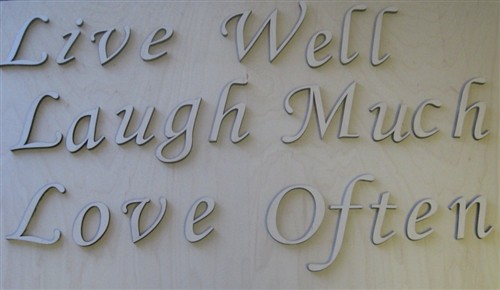 Live Well
Laugh Much
Love Often